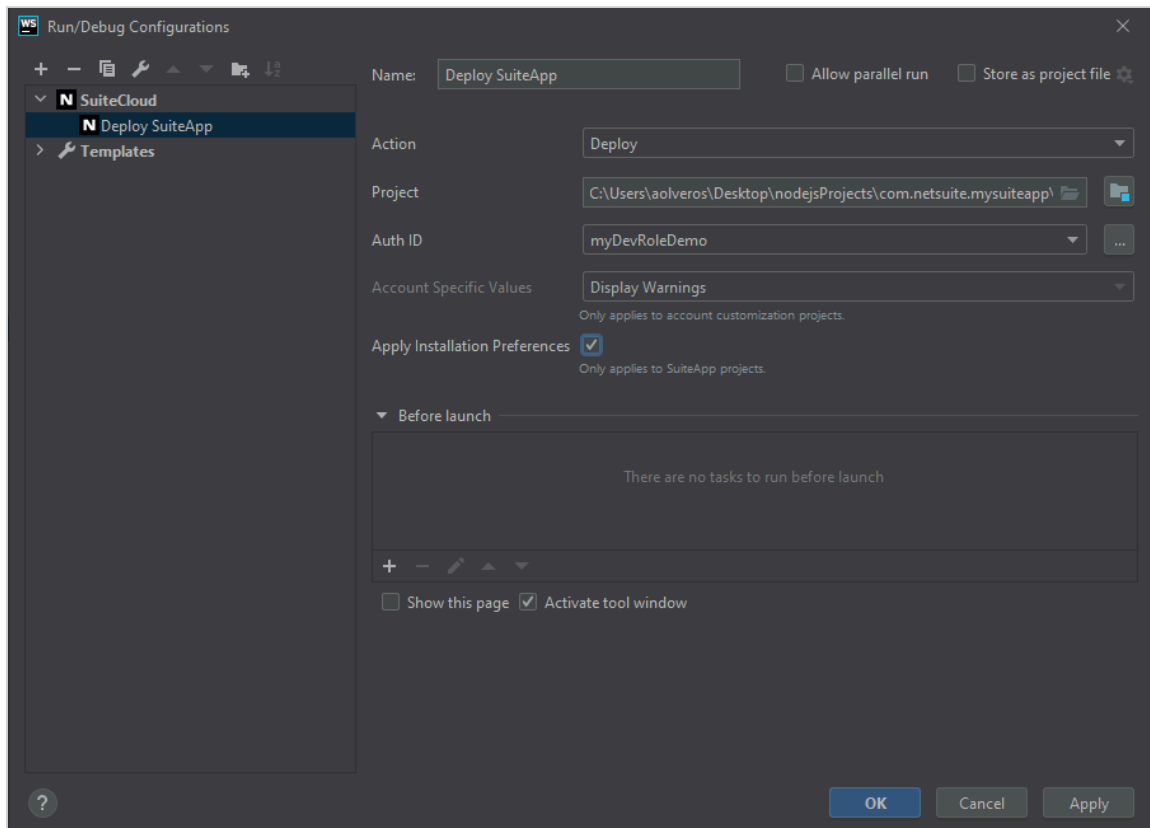 WS Run/Debug Configurations
Name: Deploy SuiteApp Allow parallel run Store as project file
N SuiteCloud
N Deploy SuiteApp
Templates
Action Deploy
Project C:\Users\aolveros\Desktop\nodejsProjects\com.netsuite.mysuiteapp\
Auth ID myDevRoleDemo ...
Account Specific Values Display Warnings
Only applies to account customization projects.
Apply Installation Preferences
Only applies to SuiteApp projects.
Before launch
There are no tasks to run before launch
Show this page Activate tool window
? OK Cancel Apply